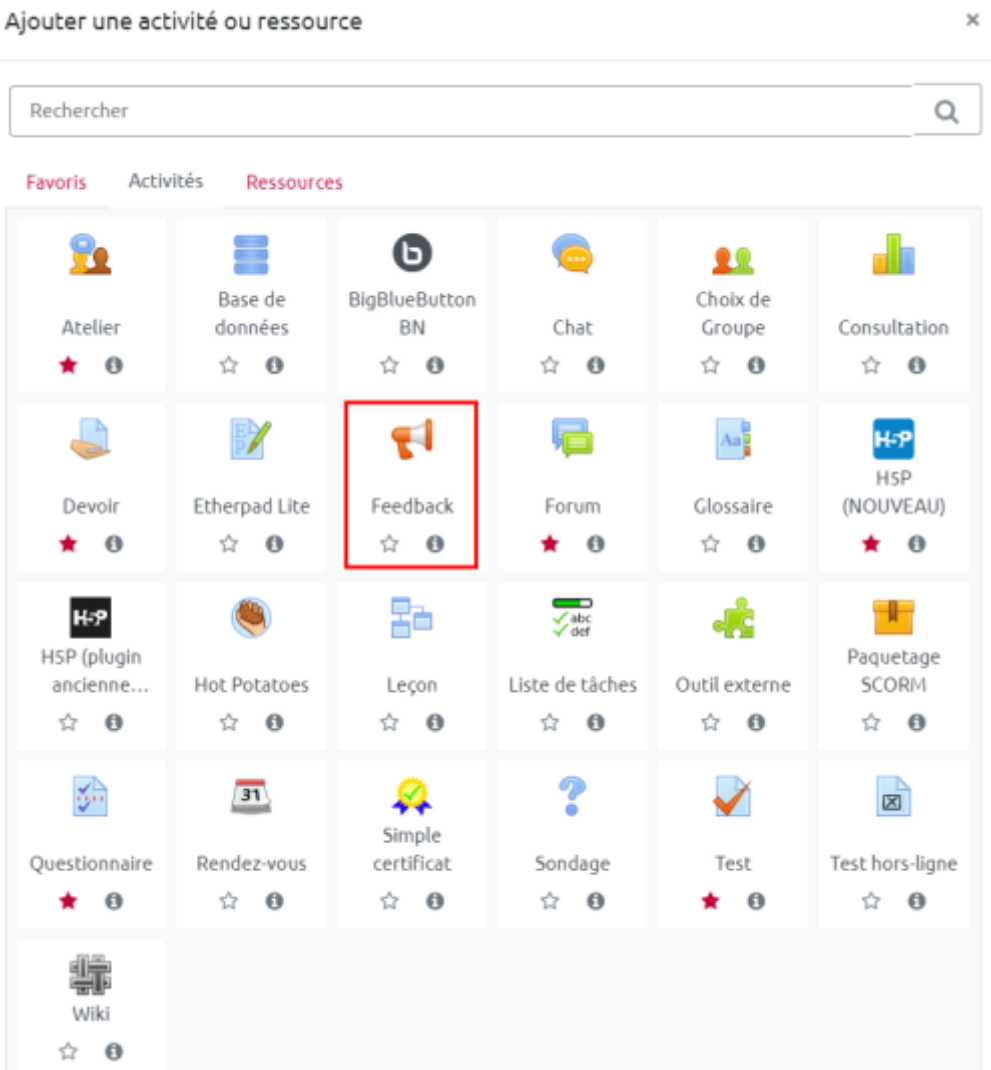 Ajouter une activité ou ressource
×
Rechercher
Favoris Activités Ressources
Atelier
Base de
données
BigBlueButton
BN
Chat
Choix de
Groupe
Consultation
Devoir
Etherpad Lite
Feedback
Forum
Glossaire
H5P
(NOUVEAU)
H5P (plugin
ancienne...
Hot Potatoes
Leçon
abc
def
Liste de tâches
Outil externe
Paquetage
SCORM
Questionnaire
31
Rendez-vous
Simple
certificat
Sondage
Test
Test hors-ligne
Wiki